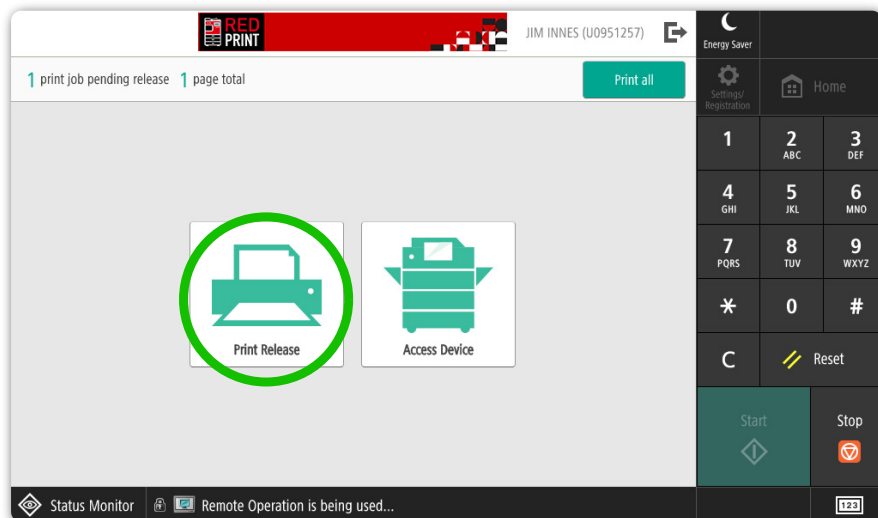 RED
PRINT
JIM INNES (U0951257)
1 print job pending release 1 page total
Print all
Print Release
Access Device
Status Monitor
Remote Operation is being used...
Energy Saver
Settings/
Registration
Home
1
2
ABC
3
DEF
4
GHI
5
JKL
6
MNO
7
PQRS
8
TUV
9
WXYZ
*
0
#
C
Reset
Start
Stop
123